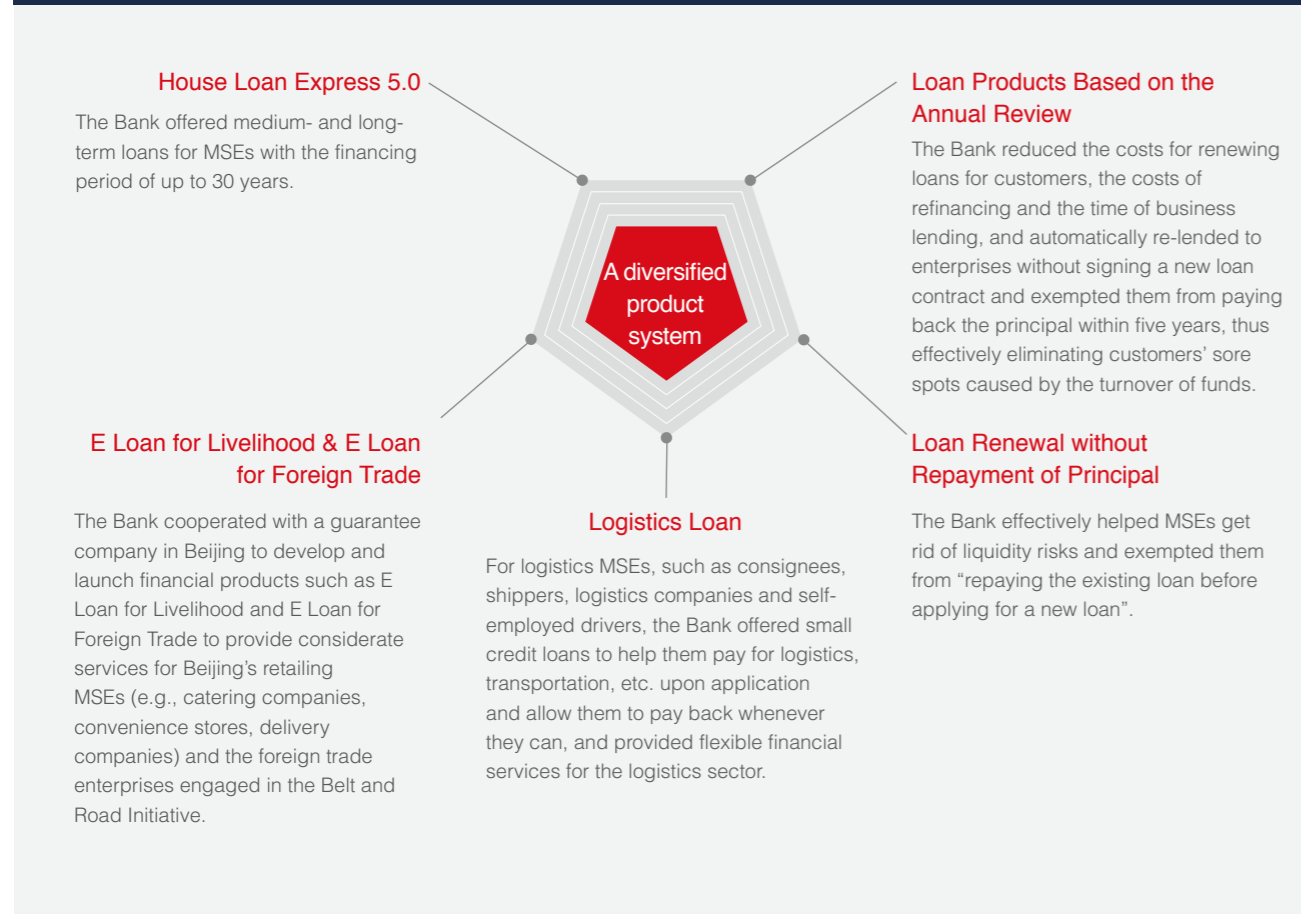 House Loan Express 5.0
The Bank offered medium- and long-
term loans for MSEs with the financing
period of up to 30 years.
Loan Products Based on the
Annual Review
The Bank reduced the costs for renewing
loans for customers, the costs of
refinancing and the time of business
lending, and automatically re-lended to
enterprises without signing a new loan
contract and exempted them from paying
back the principal within five years, thus
effectively eliminating customers’ sore
spots caused by the turnover of funds.
A diversified
product
system
E Loan for Livelihood & E Loan
for Foreign Trade
The Bank cooperated with a guarantee
company in Beijing to develop and
launch financial products such as E
Loan for Livelihood and E Loan for
Foreign Trade to provide considerate
services for Beijing’s retailing
MSEs (e.g., catering companies,
convenience stores, delivery
companies) and the foreign trade
enterprises engaged in the Belt and
Road Initiative.
Logistics Loan
For logistics MSEs, such as consignees,
shippers, logistics companies and self-
employed drivers, the Bank offered small
credit loans to help them pay for logistics,
transportation, etc. upon application
and allow them to pay back whenever
they can, and provided flexible financial
services for the logistics sector.
Loan Renewal without
Repayment of Principal
The Bank effectively helped MSEs get
rid of liquidity risks and exempted them
from “repaying the existing loan before
applying for a new loan”.